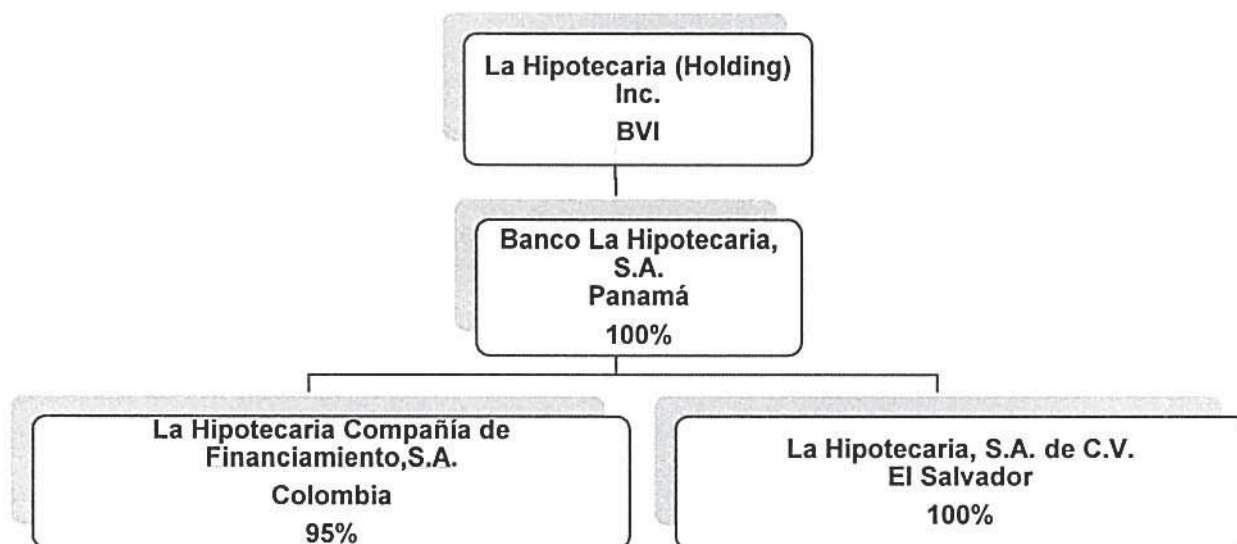 La Hipotecaria (Holding)
Inc.
BVI
Banco La Hipotecaria,
S.A.
Panamá
100%
La Hipotecaria Compañía de
Financiamiento,S.A.
Colombia
95%
La Hipotecaria, S.A. de C.V.
El Salvador
100%